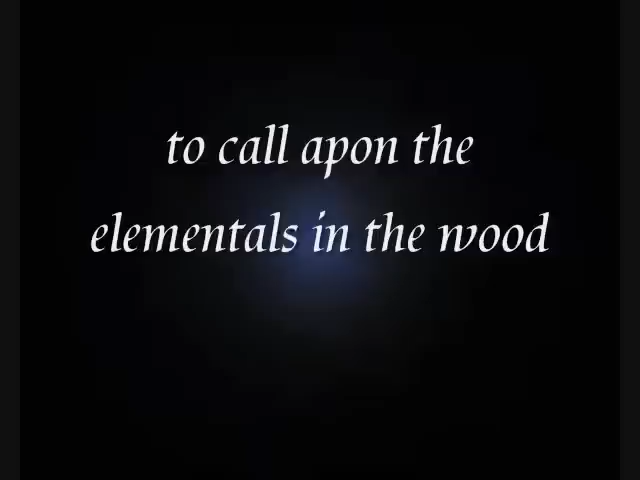 to call apon the
elementals in the wood